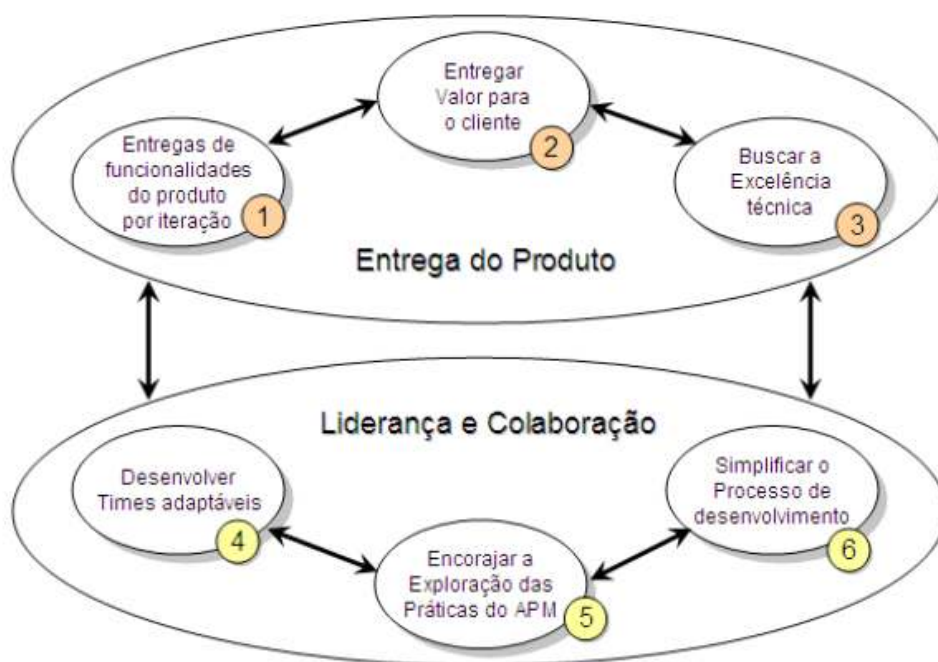 Entregar
Valor para
o cliente
2
Entregas de
funcionalidades
do produto
por iteração
1
Buscar a
Excelência
técnica
3
Entrega do Produto
Liderança e Colaboração
Desenvolver
Times adaptáveis
4
Encorajar a
Exploração das
Práticas do APM
5
Simplificar o
Processo de
desenvolvimento
6